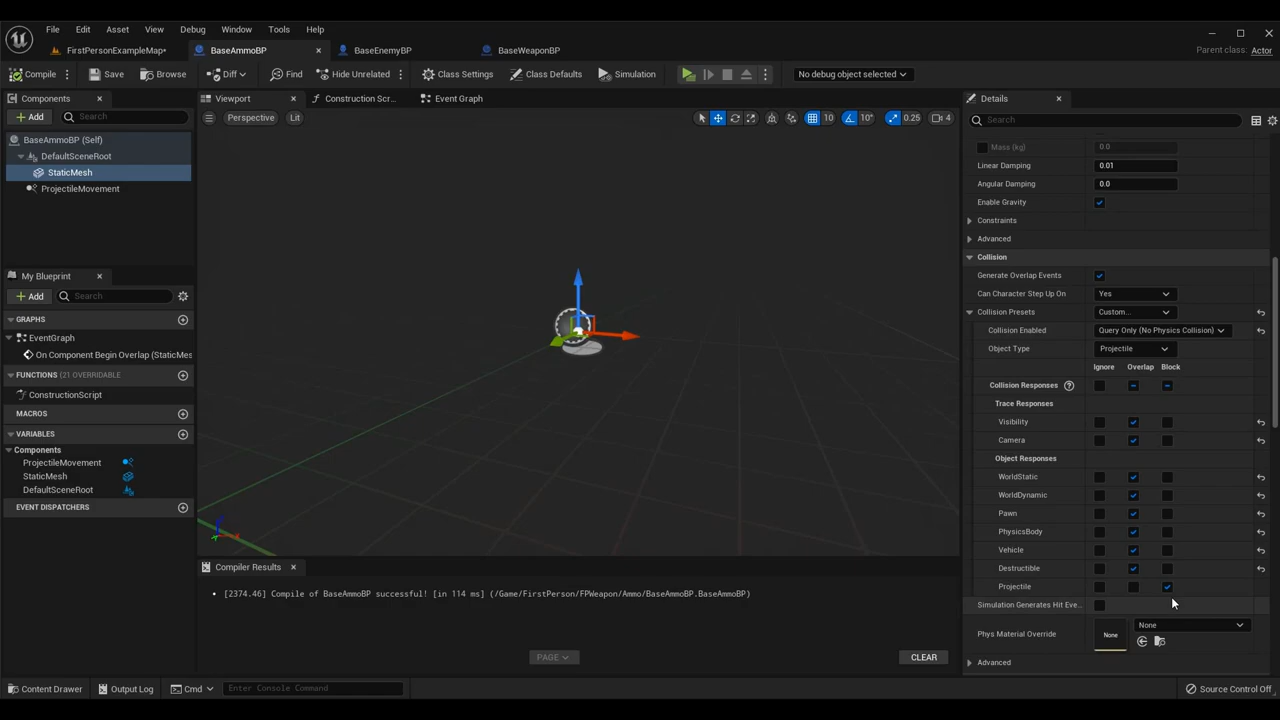 File Edit Asset View Debug Window Tools Help
FirstPersonExampleMap* BaseAmmoBP BaseEnemyBP BaseWeaponBP Parent class: Actor
Compile Save Browse Diff Find Hide Unrelated Class Settings Class Defaults Simulation No debug object selected
Components
Add Search
BaseAmmoBP (Self)
DefaultSceneRoot
StaticMesh
ProjectileMovement
My Blueprint
Add Search
GRAPHS
EventGraph
On Component Begin Overlap (StaticMes
FUNCTIONS (21 OVERRIDABLE
ConstructionScript
MACROS
VARIABLES
Components
ProjectileMovement
StaticMesh
DefaultSceneRoot
EVENT DISPATCHERS
Viewport Construction Scr... Event Graph
Perspective Lit 10 10° 0.25 4
Compiler Results
[2374.46] Compile of BaseAmmoBP successful! [in 114 ms] (/Game/FirstPerson/FPWeapon/Ammo/BaseAmmoBP.BaseAmmoBP)
PAGE CLEAR
Details
Search
Mass (kg) 0.0
Linear Damping 0.01
Angular Damping 0.0
Enable Gravity
Constraints
Advanced
Collision
Generate Overlap Events
Can Character Step Up On Yes
Collision Presets Custom...
Collision Enabled Query Only (No Physics Collision)
Object Type Projectile
Ignore Overlap Block
Collision Responses ?
Trace Responses
Visibility
Camera
Object Responses
WorldStatic
WorldDynamic
Pawn
PhysicsBody
Vehicle
Destructible
Projectile
Simulation Generates Hit Eve...
Phys Material Override None None
Advanced
Content Drawer Output Log Cmd Enter Console Command Source Control Off